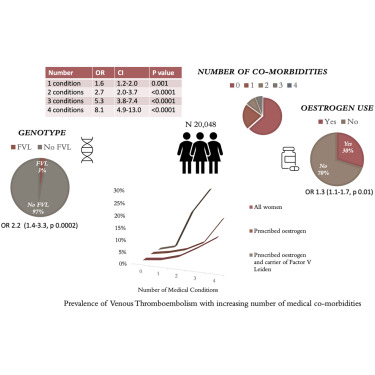 Number OR CI P value
1 condition 1.6 1.2-2.0 0.001
2 conditions 2.7 2.0-3.7 <0.0001
3 conditions 5.3 3.8-7.4 <0.0001
4 conditions 8.1 4.9-13.0 <0.0001
NUMBER OF CO-MORBIDITIES
0 1 2 3 4
OESTROGEN USE
Yes No
Yes
30%
No
70%
OR 1.3 (1.1-1.7, p 0.01)
GENOTYPE
FVL No FVL
FVL
3%
No FVL
97%
OR 2.2 (1.4-3.3, p 0.0002)
N 20,048
30%
25%
20%
15%
10%
5%
0%
0 1 2 3 4
Number of Medical Conditions
All women
Prescribed oestrogen
Prescribed oestrogen
and carrier of Factor V
Leiden
Prevalence of Venous Thromboembolism with increasing number of medical co-morbidities